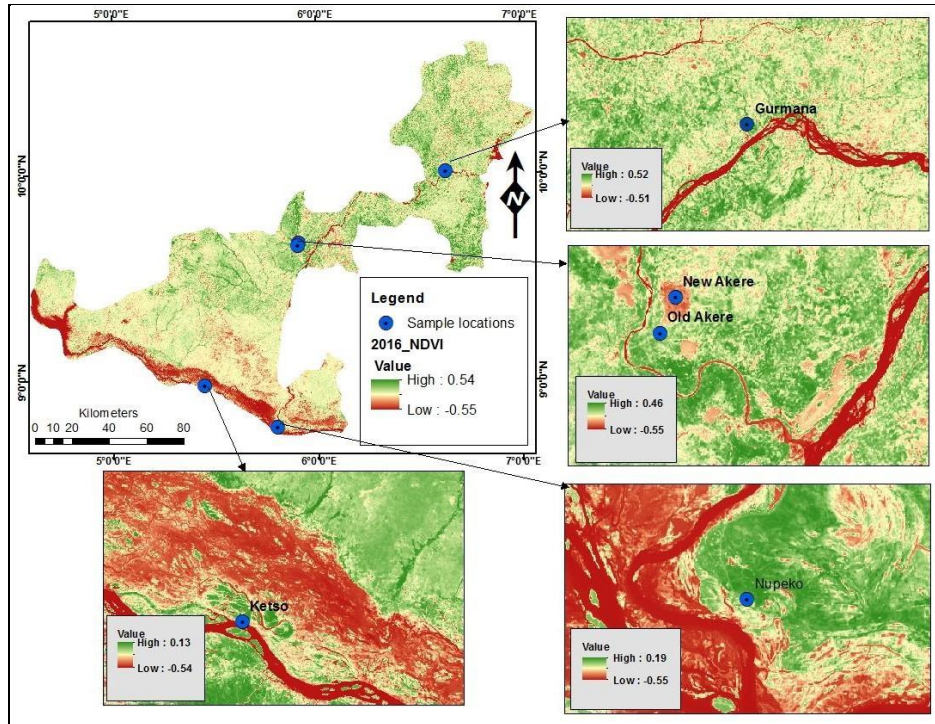 5°0'0"E
6°0'0"E
7°0'0"E
10°0'0"N
9°0'0"N
10°0'0"N
9°0'0"N
N
Legend
Sample locations
2016_NDVI
Value
High : 0.54
Low : -0.55
Kilometers
0 10 20 40 60 80
5°0'0"E
6°0'0"E
7°0'0"E
Gurmana
Value
High : 0.52
Low : -0.51
New Akere
Old Akere
Value
High : 0.46
Low : -0.55
Ketso
Value
High : 0.13
Low : -0.54
Nupeko
Value
High : 0.19
Low : -0.55